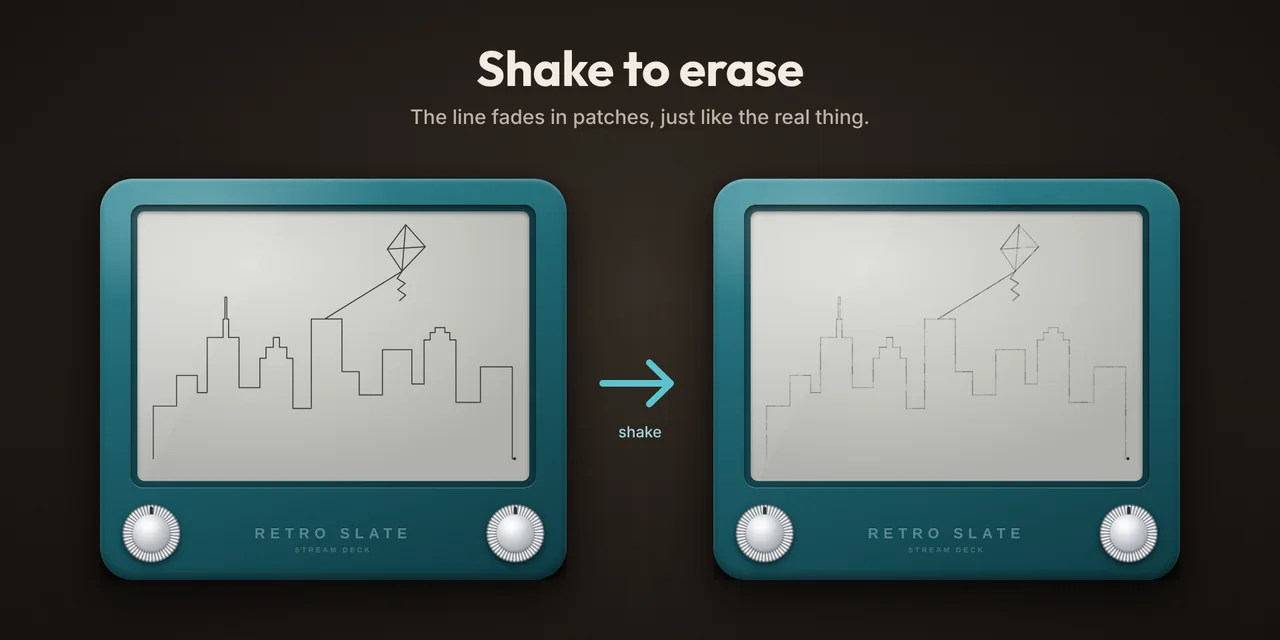 Shake to erase
The line fades in patches, just like the real thing.
shake
RETRO SLATE
STREAM DECK
RETRO SLATE
STREAM DECK